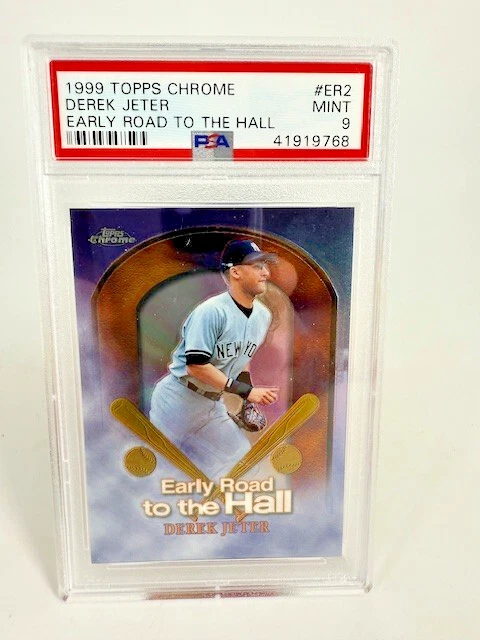 1999 TOPPS CHROME #ER2
DEREK JETER MINT
EARLY ROAD TO THE HALL 9
PSA 41919768
Topps
Chrome
NEW YO
Early Road
to the Hall
DEREK JETER